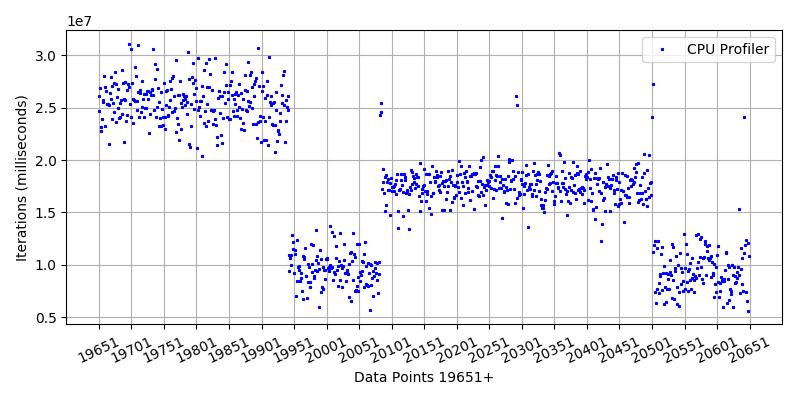 1e7
CPU Profiler
3.0
2.5
2.0
1.5
1.0
0.5
Iterations (milliseconds)
19651 19701 19751 19801 19851 19901 19951 20001 20051 20101 20151 20201 20251 20301 20351 20401 20451 20501 20551 20601 20651
Data Points 19651+